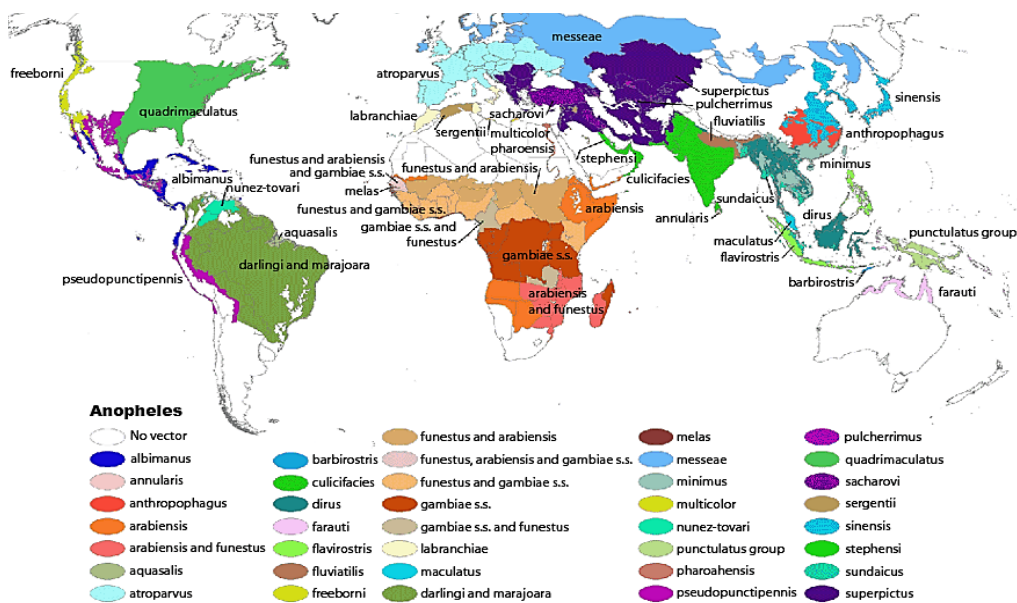 messeae
freeborni
atroparvus
quadrimaculatus
superpictus
pulcherrimus
sinensis
labranchiae
sacharovi
fluviatilis
sergentii
multicolor
anthropophagus
pharoensis
funestus and arabiensis
and gambiae s.s.
funestus and arabiensis
stephensi
minimus
albimanus
nunez-tovari
melas
culicifacies
sundaicus
funestus and gambiae s.s.
arabiensis
annularis
dirus
gambiae s.s. and
funestus
aquasalis
punctulatus group
darlingi and marajoara
gambiae s.s.
maculatus
flavirostris
pseudopunctipennis
barbirostris
farauti
arabiensis
and funestus
Anopheles
No vector
albimanus
annularis
anthropophagus
arabiensis
arabiensis and funestus
aquasalis
atroparvus
barbirostris
culicifacies
dirus
farauti
flavirostris
fluviatilis
freeborni
funestus and arabiensis
funestus, arabiensis and gambiae s.s.
funestus and gambiae s.s.
gambiae s.s.
gambiae s.s. and funestus
labranchiae
maculatus
darlingi and marajoara
melas
messeae
minimus
multicolor
nunez-tovari
punctulatus group
pharoahensis
pseudopunctipennis
pulcherrimus
quadrimaculatus
sacharovi
sergentii
sinensis
stephensi
sundaicus
superpictus